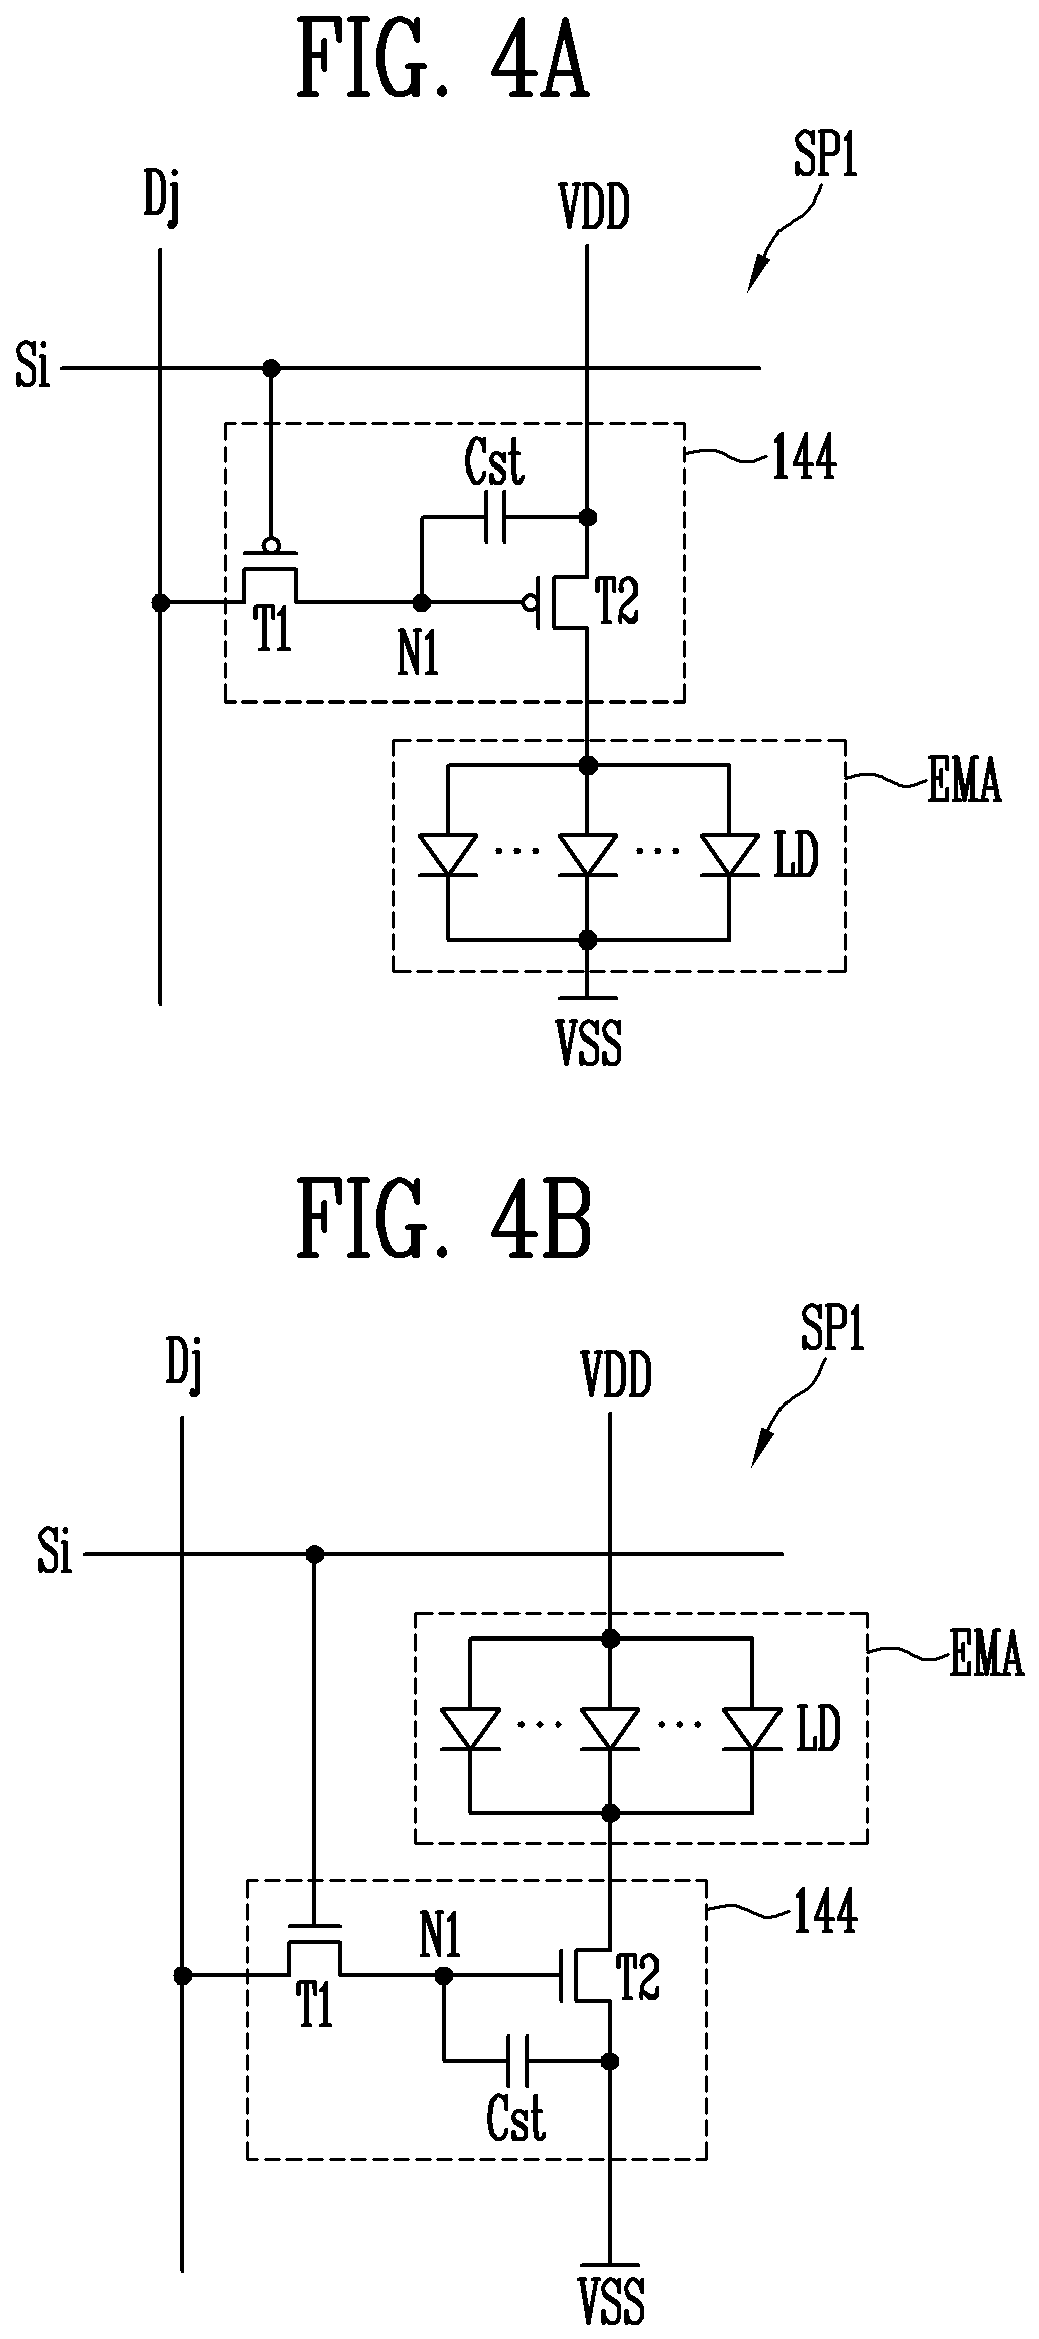 FIG. 4A
SP1
Dj
VDD
Si
144
Cst
T1
T2
N1
EMA
LD
VSS
FIG. 4B
SP1
Dj
VDD
Si
EMA
LD
144
N1
T1
T2
Cst
VSS